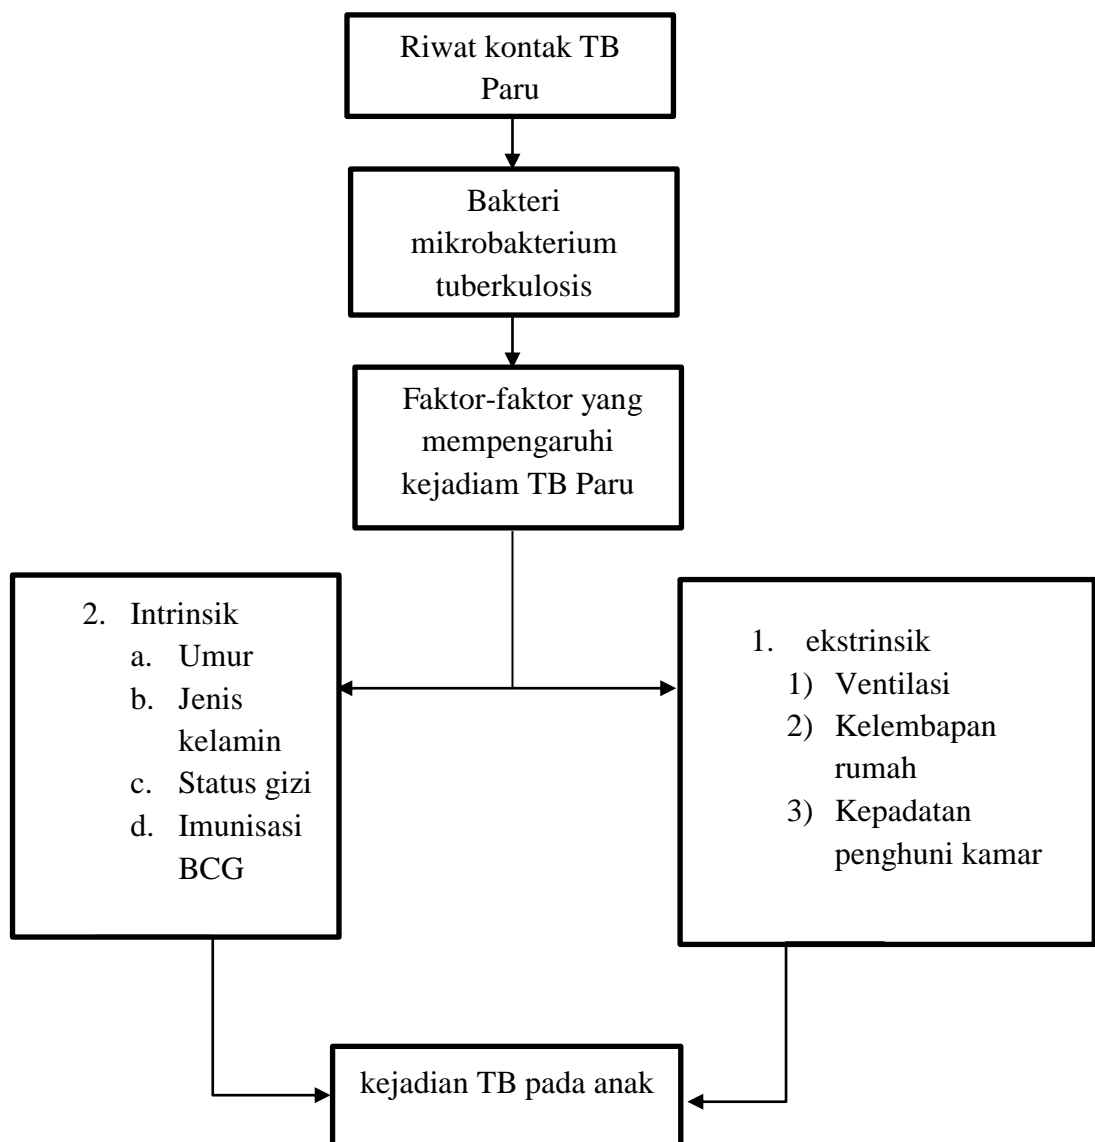 Riwat kontak TB
Paru
Bakteri
mikrobakterium
tuberkulosis
Faktor-faktor yang
mempengaruhi
kejadiam TB Paru
2. Intrinsik
a. Umur
b. Jenis
kelamin
c. Status gizi
d. Imunisasi
BCG
1. ekstrinsik
1) Ventilasi
2) Kelembapan
rumah
3) Kepadatan
penghuni kamar
kejadian TB pada anak